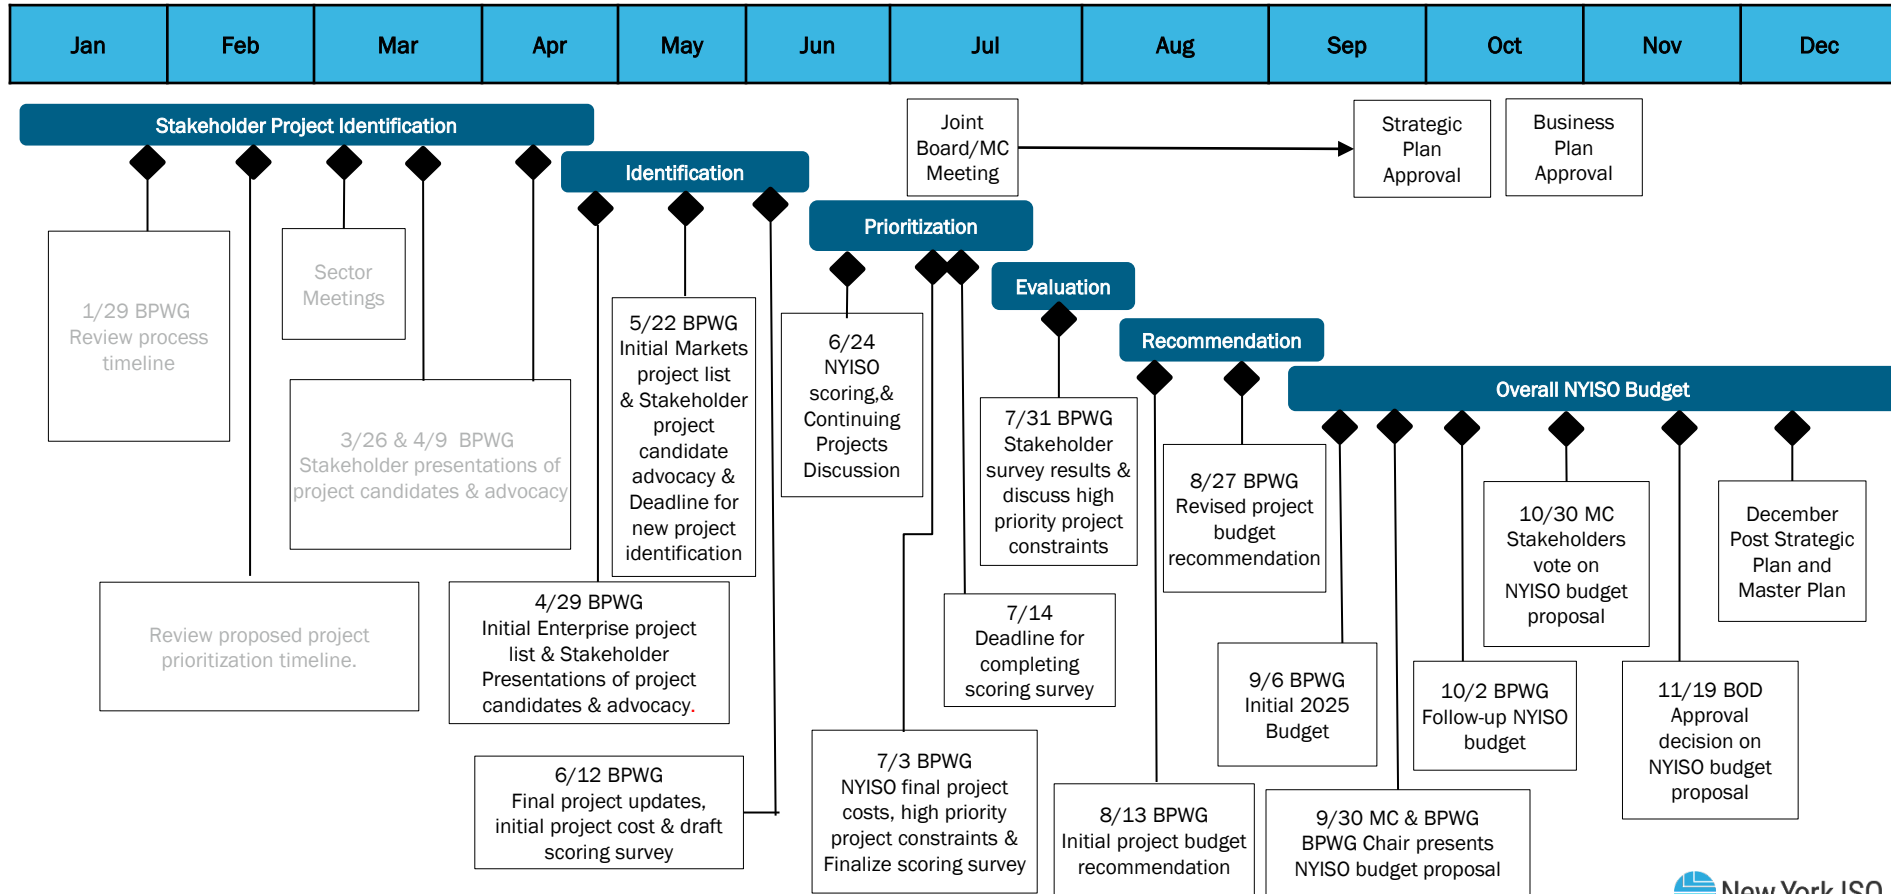 Jan
Feb
Mar
Apr
May
Jun
Jul
Aug
Sep
Oct
Nov
Dec
Stakeholder Project Identification
Joint
Board/MC
Meeting
Strategic
Plan
Approval
Business
Plan
Approval
Identification
Prioritization
Evaluation
Recommendation
Overall NYISO Budget
1/29 BPWG
Review process
timeline
Sector
Meetings
3/26 & 4/9 BPWG
Stakeholder presentations of
project candidates & advocacy
Review proposed project
prioritization timeline.
5/22 BPWG
Initial Markets
project list
& Stakeholder
project
candidate
advocacy &
Deadline for
new project
identification
4/29 BPWG
Initial Enterprise project
list & Stakeholder
Presentations of project
candidates & advocacy.
6/12 BPWG
Final project updates,
initial project cost & draft
scoring survey
6/24
NYISO
scoring,&
Continuing
Projects
Discussion
7/3 BPWG
NYISO final project
costs, high priority
project constraints &
Finalize scoring survey
7/14
Deadline for
completing
scoring survey
7/31 BPWG
Stakeholder
survey results &
discuss high
priority project
constraints
8/13 BPWG
Initial project budget
recommendation
8/27 BPWG
Revised project
budget
recommendation
9/6 BPWG
Initial 2025
Budget
9/30 MC & BPWG
BPWG Chair presents
NYISO budget proposal
10/2 BPWG
Follow-up NYISO
budget
10/30 MC
Stakeholders
vote on
NYISO budget
proposal
11/19 BOD
Approval
decision on
NYISO budget
proposal
December
Post Strategic
Plan and
Master Plan
New York ISO